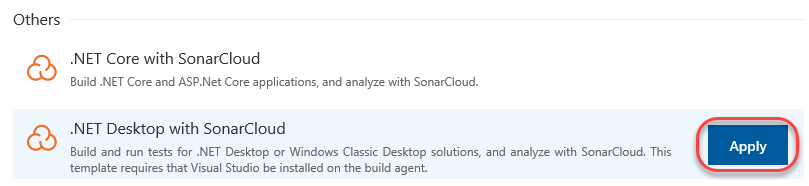 Others
.NET Core with SonarCloud
Build .NET Core and ASP.Net Core applications, and analyze with SonarCloud.
.NET Desktop with SonarCloud
Build and run tests for .NET Desktop or Windows Classic Desktop solutions, and analyze with SonarCloud. This
template requires that Visual Studio be installed on the build agent.
Apply